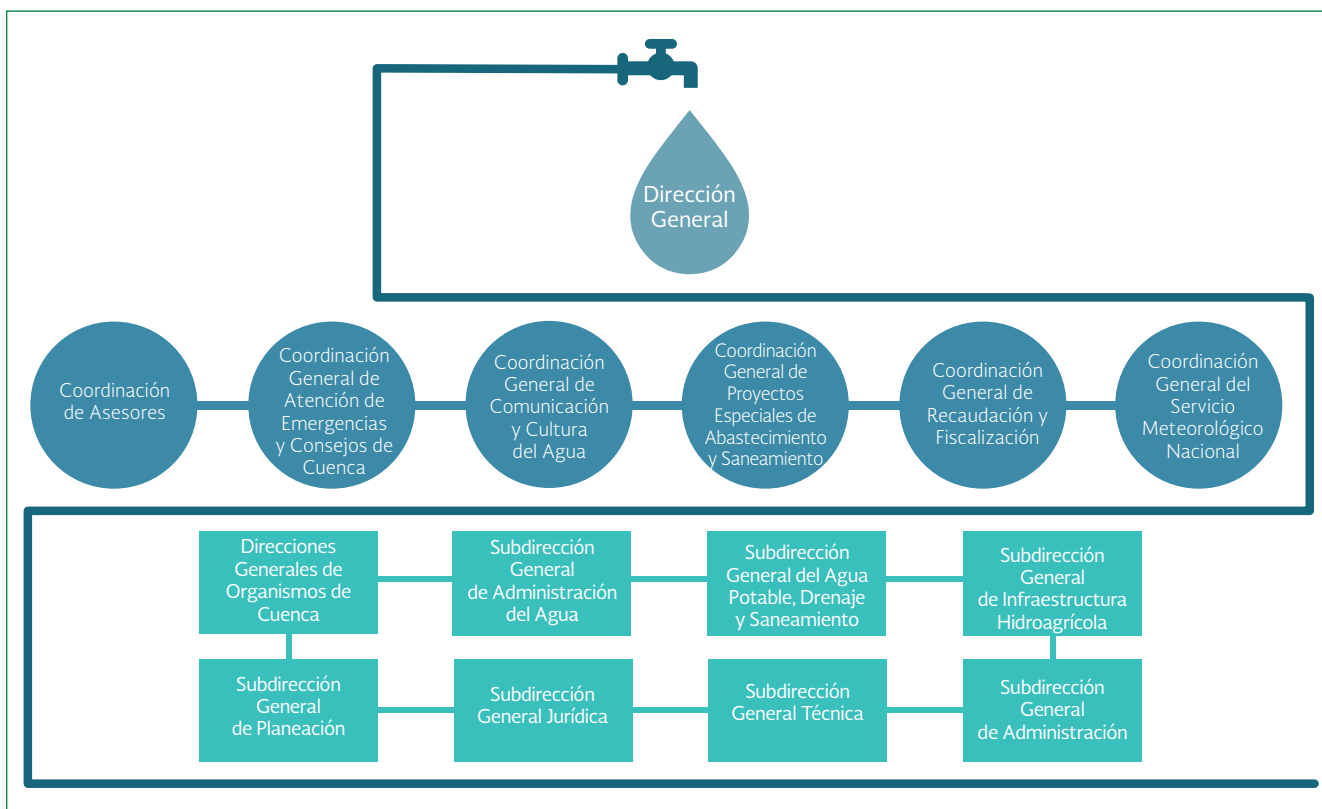 Dirección
General
Coordinación
de Asesores
Coordinación
General de
Atención de
Emergencias
y Consejos de
Cuenca
Coordinación
General de
Comunicación
y Cultura
del Agua
Coordinación
General de
Proyectos
Especiales de
Abastecimiento
y Saneamiento
Coordinación
General de
Recaudación y
Fiscalización
Coordinación
General del
Servicio
Meteorológico
Nacional
Direcciones
Generales de
Organismos de
Cuenca
Subdirección
General
de Administración
del Agua
Subdirección
General del Agua
Potable, Drenaje
y Saneamiento
Subdirección
General
de Infraestructura
Hidroagrícola
Subdirección
General
de Planeación
Subdirección
General Jurídica
Subdirección
General Técnica
Subdirección
General
de Administración